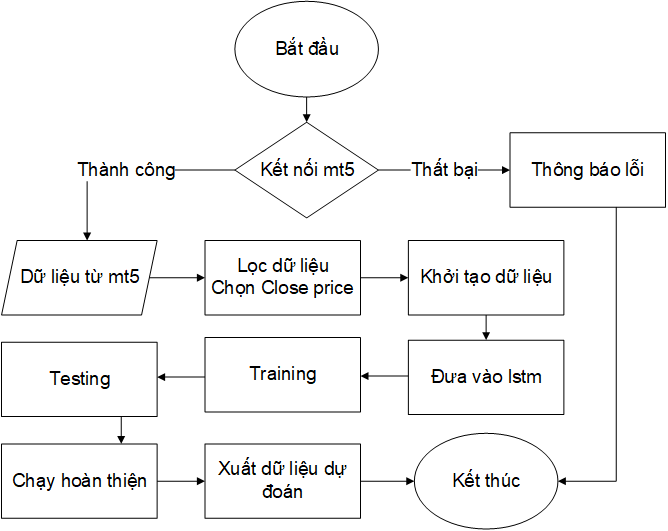 Bắt đầu
Thành công
Kết nối mt5
Thất bại
Thông báo lỗi
Dữ liệu từ mt5
Lọc dữ liệu
Chọn Close price
Khởi tạo dữ liệu
Đưa vào lstm
Training
Testing
Chạy hoàn thiện
Xuất dữ liệu dự
đoán
Kết thúc